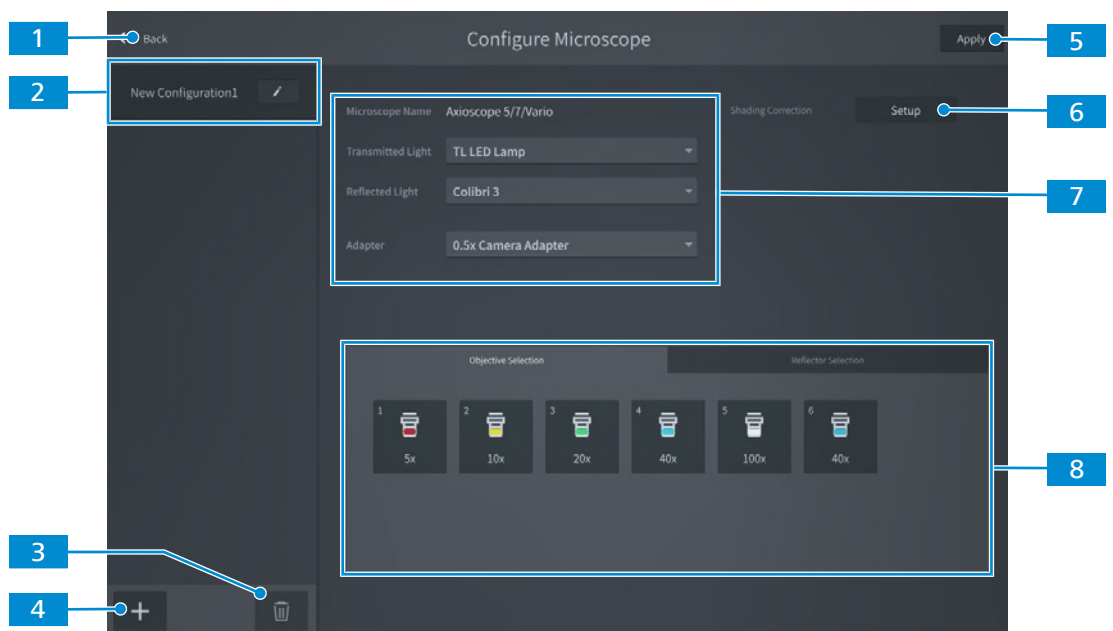 1
Back
Configure Microscope
Apply
5
2
New Configuration1
Microscope Name Axioscope 5/7/Vario
Shading Correction
Setup
6
Transmitted Light TL LED Lamp
Reflected Light Colibri 3
7
Adapter 0.5x Camera Adapter
Objective Selection
Reflector Selection
1 2 3 4 5 6
5x 10x 20x 40x 100x 40x
8
3
4